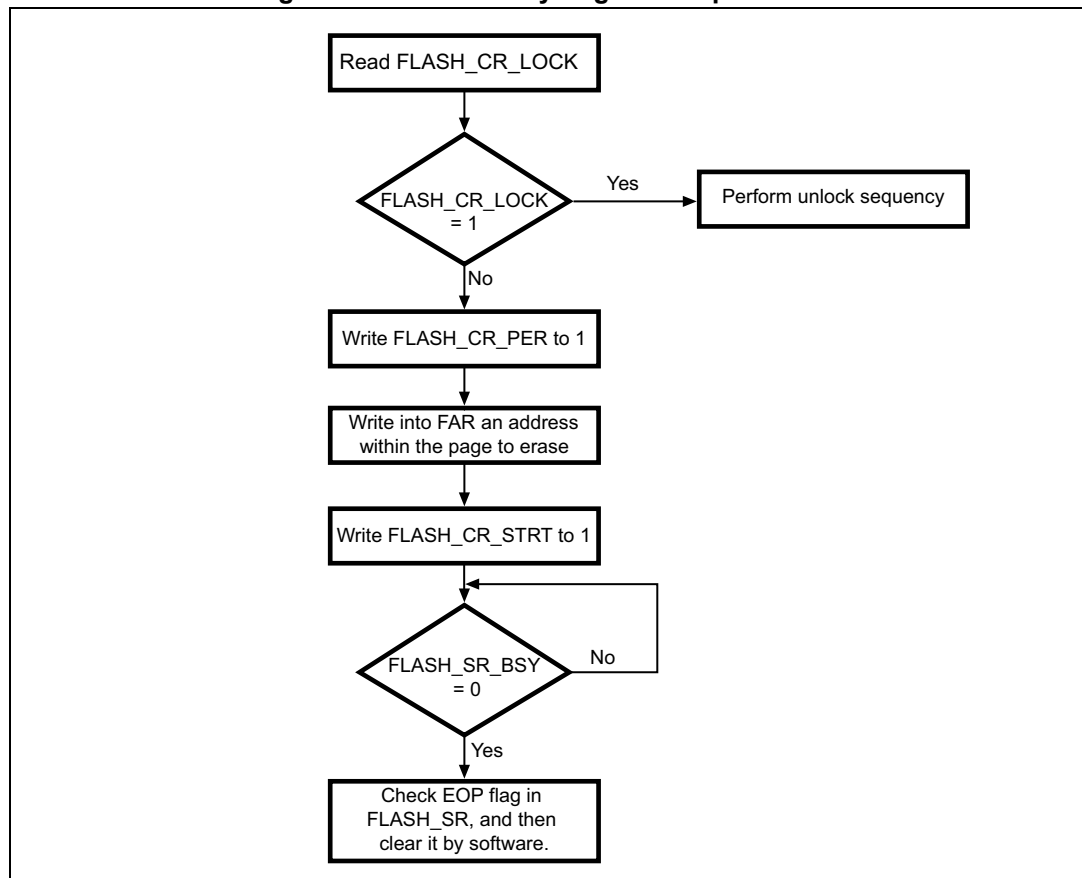 Read FLASH_CR_LOCK
FLASH_CR_LOCK
= 1
Yes
Perform unlock sequency
No
Write FLASH_CR_PER to 1
Write into FAR an address
within the page to erase
Write FLASH_CR_STRT to 1
FLASH_SR_BSY
= 0
No
Yes
Check EOP flag in
FLASH_SR, and then
clear it by software.